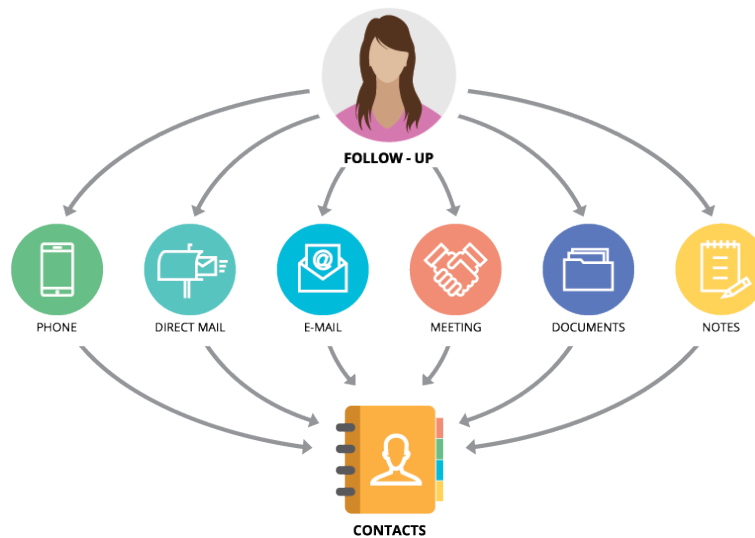 FOLLOW - UP
PHONE
DIRECT MAIL
@
E-MAIL
MEETING
DOCUMENTS
NOTES
CONTACTS